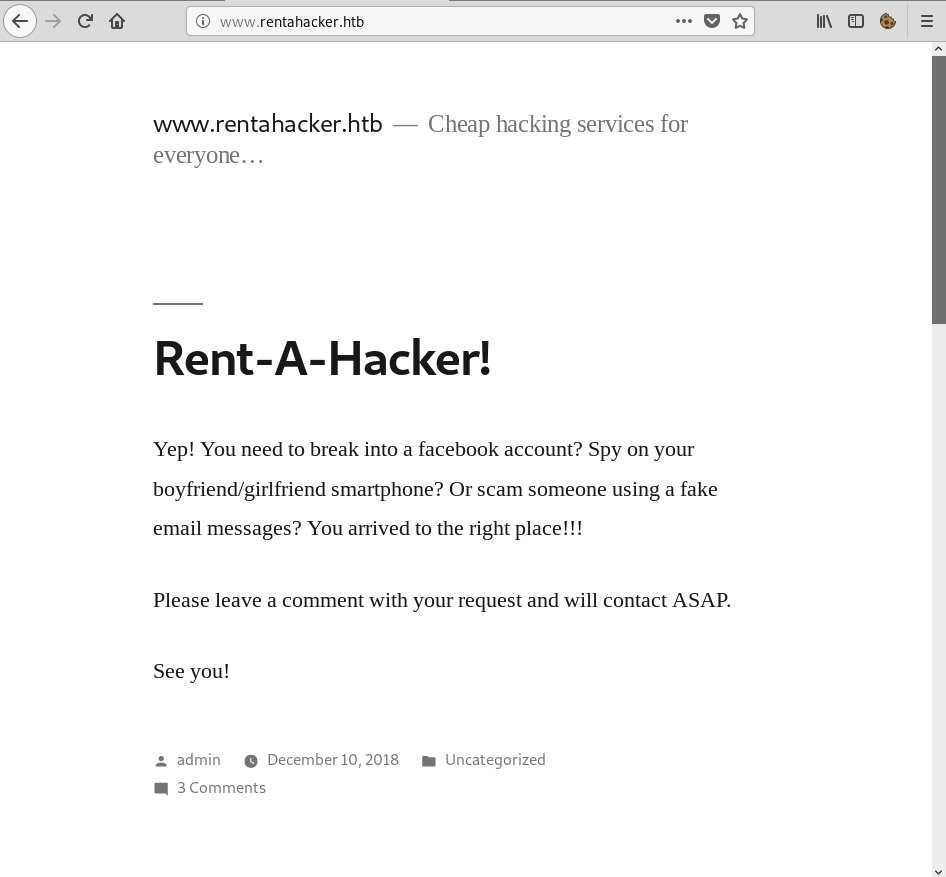 www.rentahacker.htb
www.rentahacker.htb — Cheap hacking services for
everyone…
Rent-A-Hacker!
Yep! You need to break into a facebook account? Spy on your
boyfriend/girlfriend smartphone? Or scam someone using a fake
email messages? You arrived to the right place!!!
Please leave a comment with your request and will contact ASAP.
See you!
admin December 10, 2018 Uncategorized
3 Comments